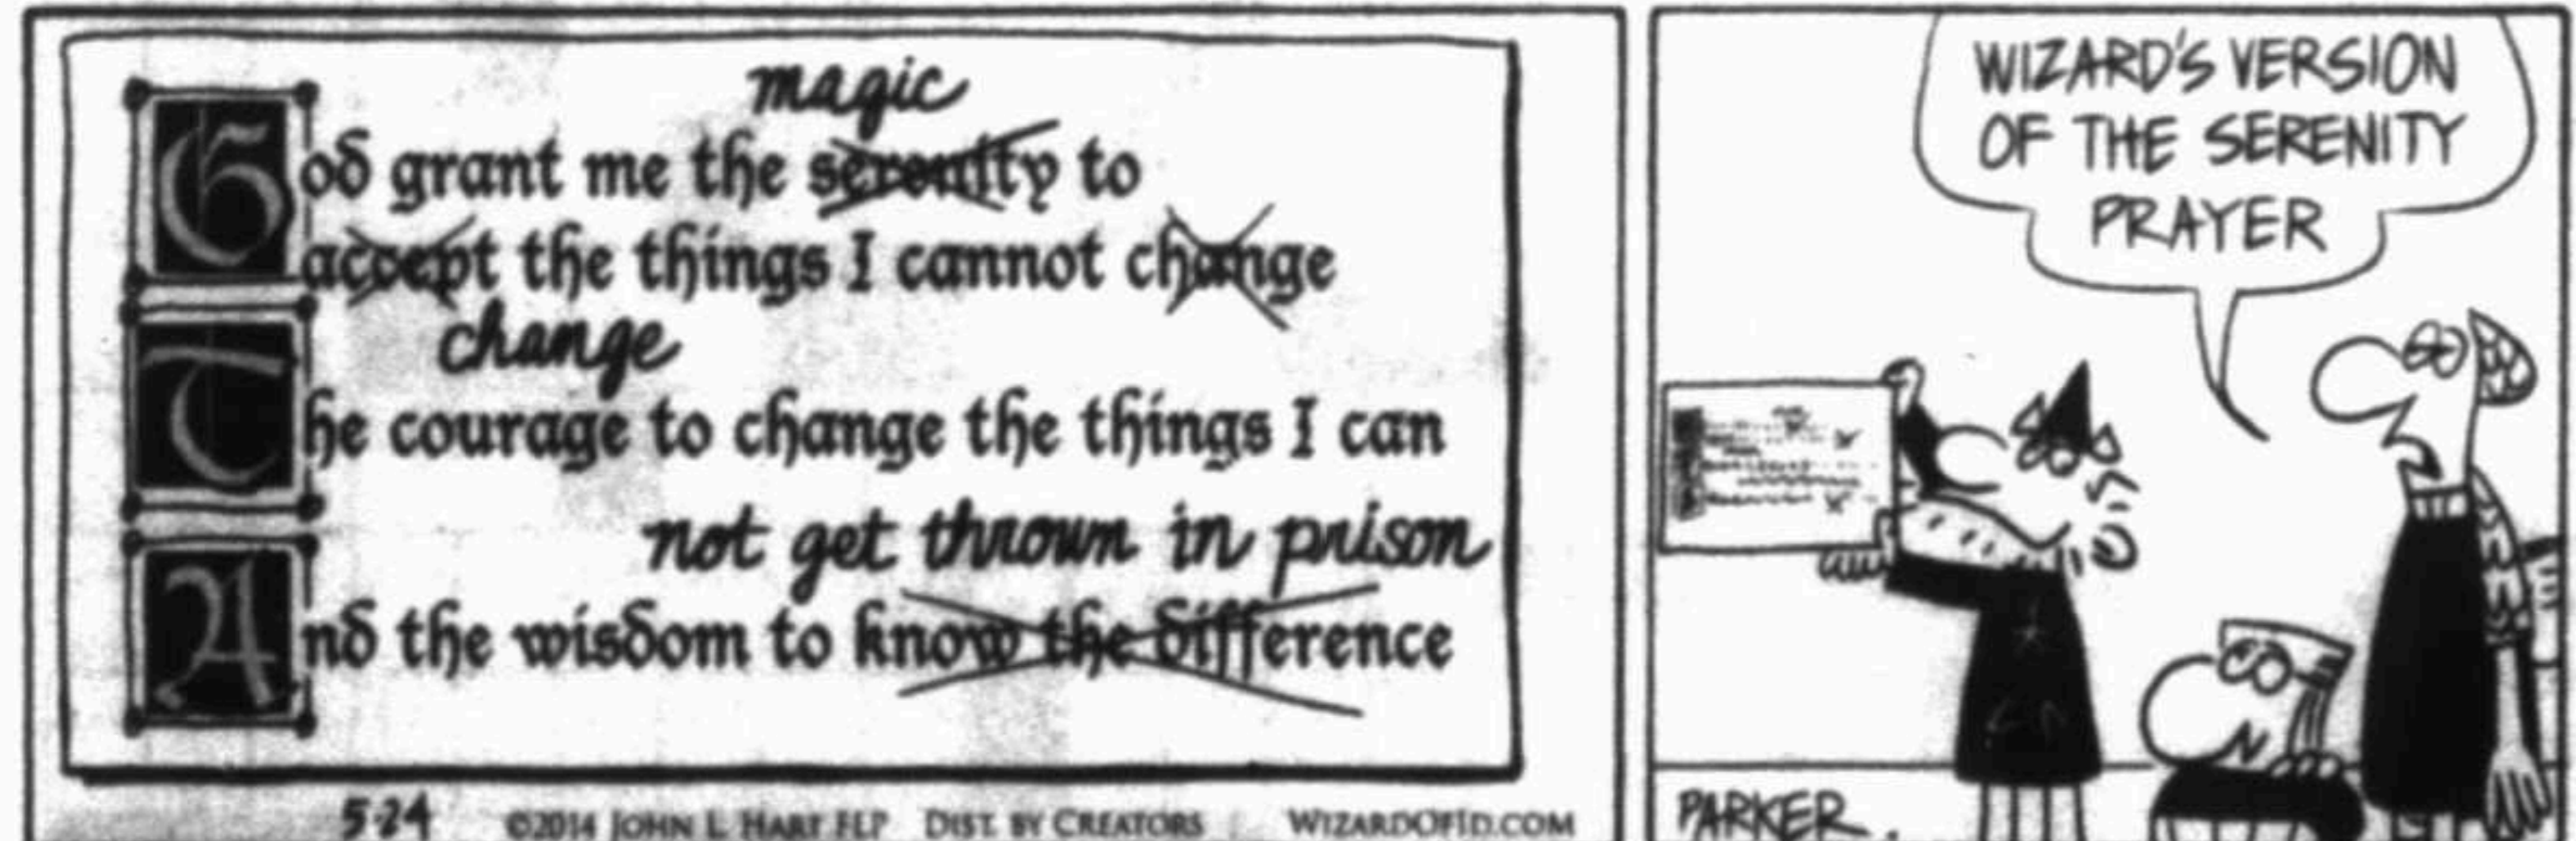 magic
God grant me the serenity to
accept the things I cannot change
change
The courage to change the things I can
not get thrown in prison
And the wisdom to know the difference
5·24 ©2014 JOHN L. HART FLP DIST. BY CREATORS WIZARDOFID.COM
WIZARD'S VERSION
OF THE SERENITY
PRAYER
PARKER.